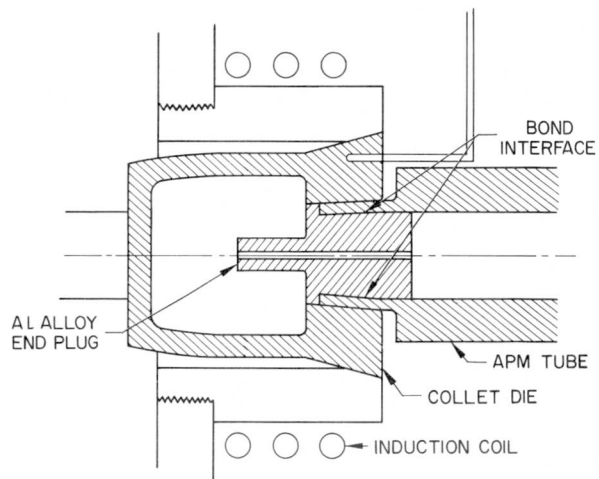 BOND
INTERFACE
Al ALLOY
END PLUG
APM TUBE
COLLET DIE
INDUCTION COIL